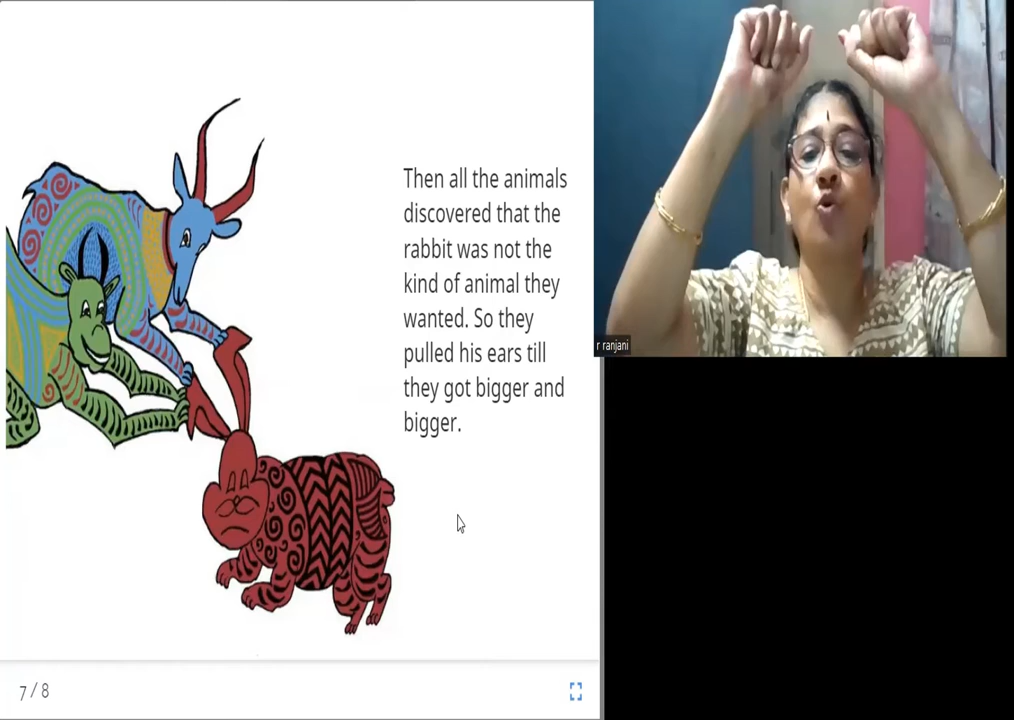 Then all the animals
discovered that the
rabbit was not the
kind of animal they
wanted. So they
pulled his ears till
they got bigger and
bigger.
r ranjani
7 / 8